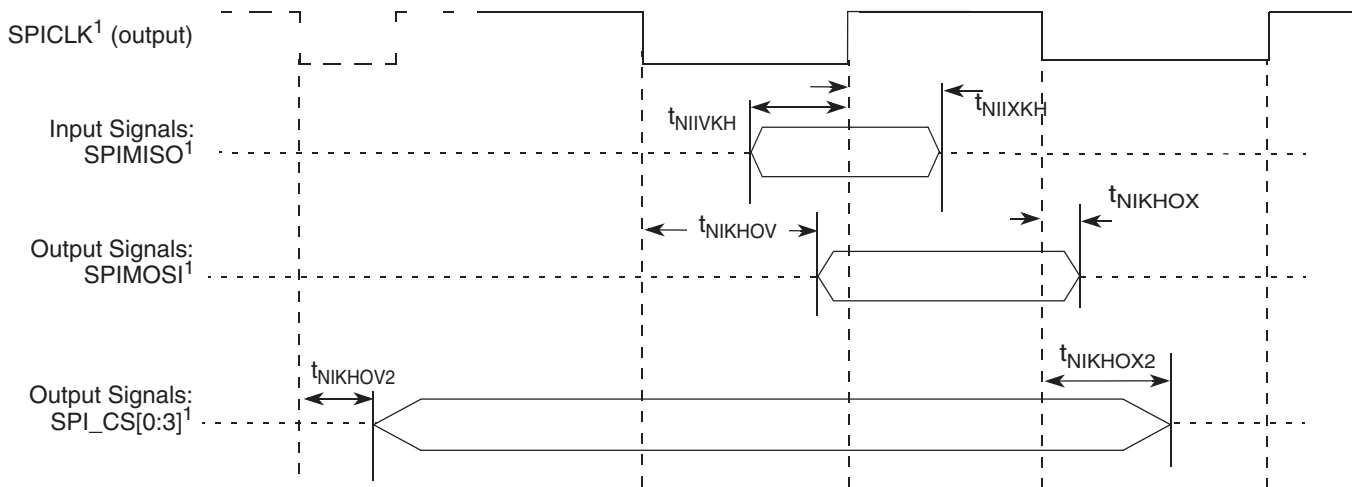 SPICLK¹ (output)
tNIIVKH
tNIIXKH
Input Signals:
SPIMISO¹
tNIKHOX
tNIKHOV
Output Signals:
SPIMOSI¹
tNIKHOV2
tNIKHOX2
Output Signals:
SPI_CS[0:3]¹